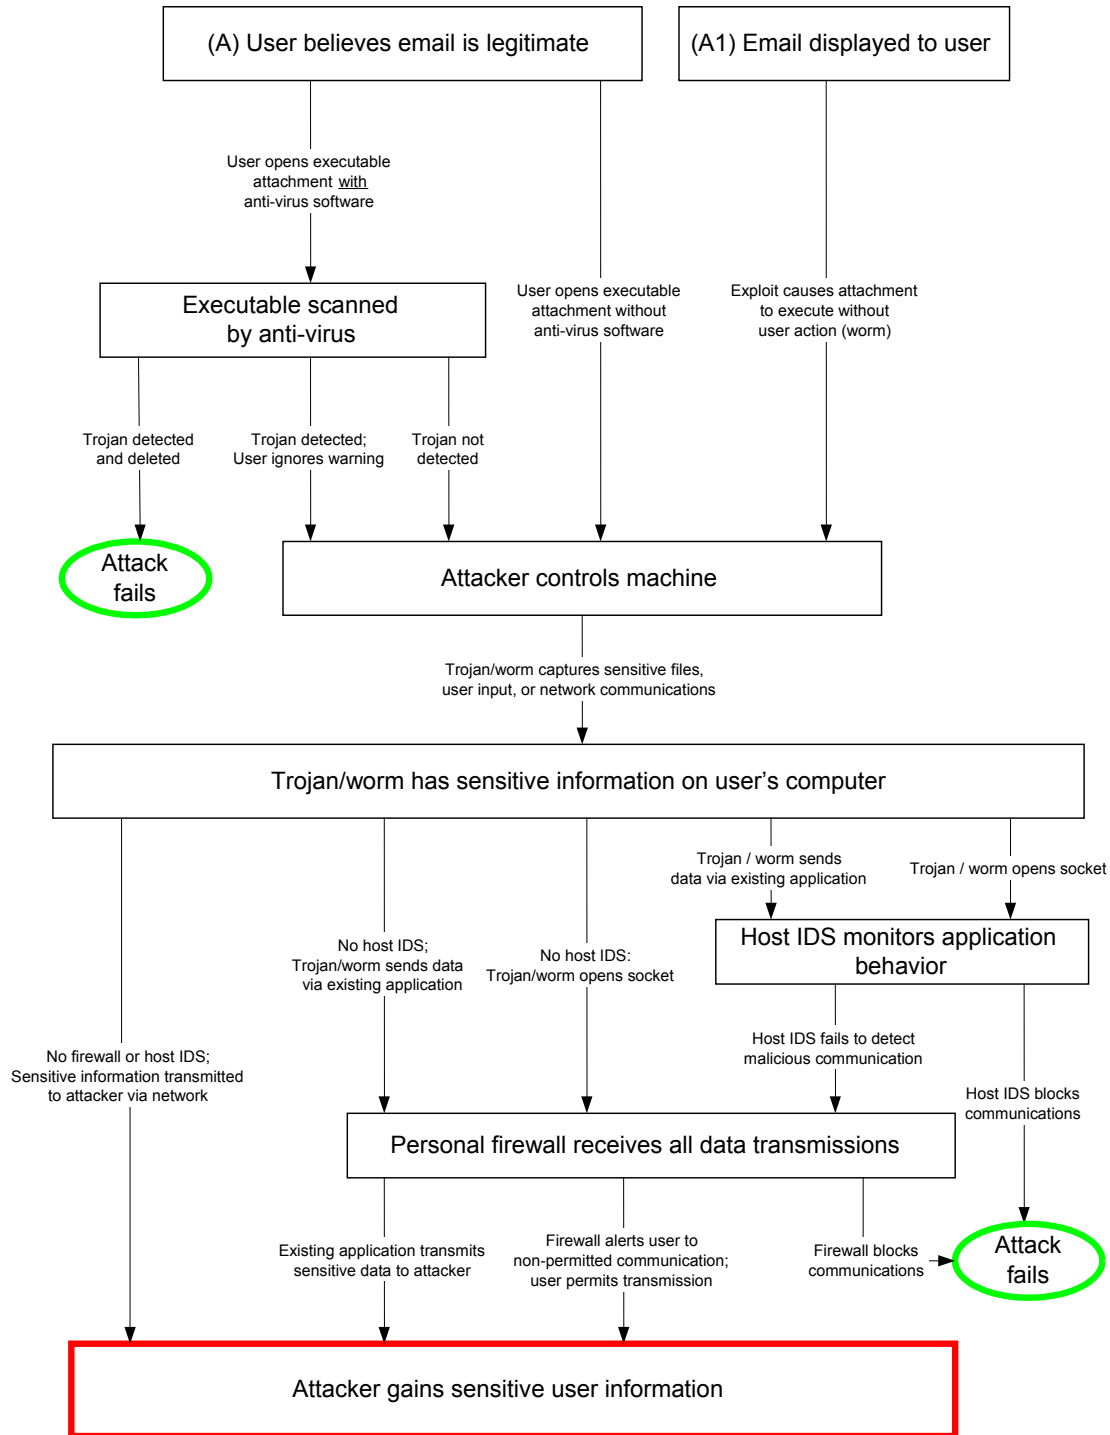 (A) User believes email is legitimate
(A1) Email displayed to user
User opens executable
attachment with
anti-virus software
Executable scanned
by anti-virus
User opens executable
attachment without
anti-virus software
Exploit causes attachment
to execute without
user action (worm)
Trojan detected
and deleted
Trojan detected;
User ignores warning
Trojan not
detected
Attack
fails
Attacker controls machine
Trojan/worm captures sensitive files,
user input, or network communications
Trojan/worm has sensitive information on user’s computer
Trojan / worm sends
data via existing application
Trojan / worm opens socket
No host IDS;
Trojan/worm sends data
via existing application
No host IDS:
Trojan/worm opens socket
Host IDS monitors application
behavior
No firewall or host IDS;
Sensitive information transmitted
to attacker via network
Host IDS fails to detect
malicious communication
Host IDS blocks
communications
Personal firewall receives all data transmissions
Existing application transmits
sensitive data to attacker
Firewall alerts user to
non-permitted communication;
user permits transmission
Firewall blocks
communications
Attack
fails
Attacker gains sensitive user information